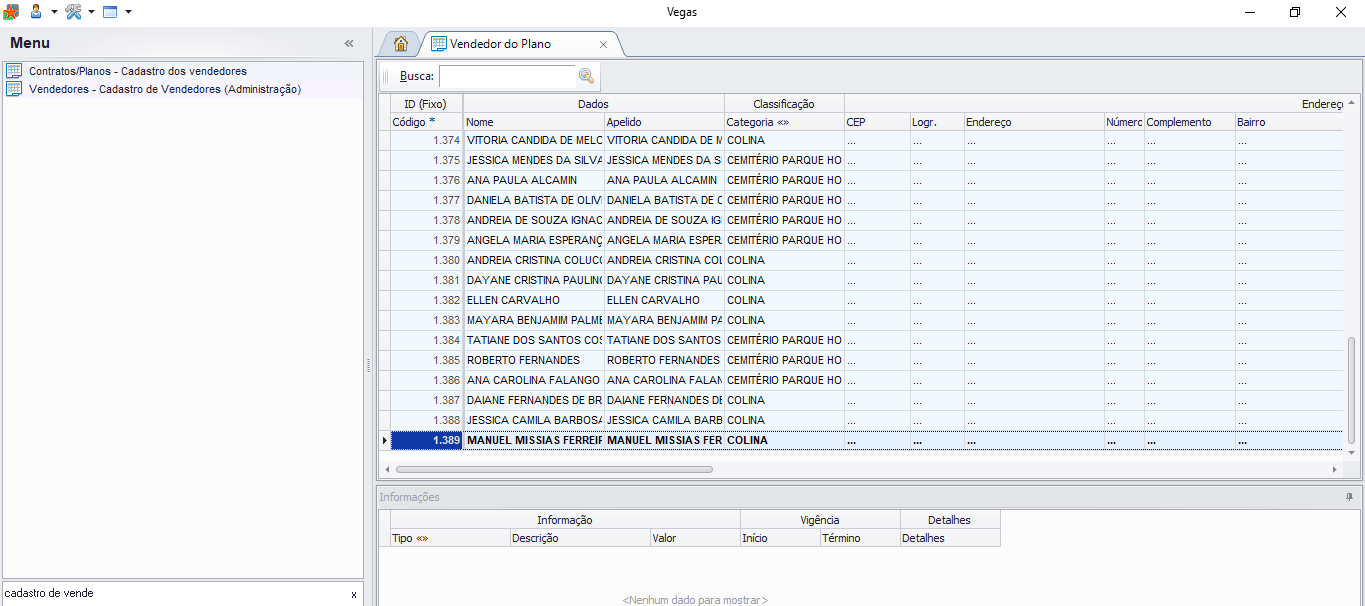 Vegas
Menu «
Contratos/Planos - Cadastro dos vendedores
Vendedores - Cadastro de Vendedores (Administração)
cadastro de vende x
Vendedor do Plano
Busca:
ID (Fixo) Dados Classificação Endereço
Código * Nome Apelido Categoria «» CEP Logr. Endereço Número Complemento Bairro
1.374 VITORIA CANDIDA DE MELO VITORIA CANDIDA DE M COLINA ... ... ... ... ... ...
1.375 JESSICA MENDES DA SILVA JESSICA MENDES DA S CEMITÉRIO PARQUE HO ... ... ... ... ... ...
1.376 ANA PAULA ALCAMIN ANA PAULA ALCAMIN CEMITÉRIO PARQUE HO ... ... ... ... ... ...
1.377 DANIELA BATISTA DE OLIV DANIELA BATISTA DE O CEMITÉRIO PARQUE HO ... ... ... ... ... ...
1.378 ANDREIA DE SOUZA IGNAC ANDREIA DE SOUZA IG CEMITÉRIO PARQUE HO ... ... ... ... ... ...
1.379 ANGELA MARIA ESPERANÇ ANGELA MARIA ESPER CEMITÉRIO PARQUE HO ... ... ... ... ... ...
1.380 ANDREIA CRISTINA COLUCC ANDREIA CRISTINA COL COLINA ... ... ... ... ... ...
1.381 DAYANE CRISTINA PAULINO DAYANE CRISTINA PAU COLINA ... ... ... ... ... ...
1.382 ELLEN CARVALHO ELLEN CARVALHO COLINA ... ... ... ... ... ...
1.383 MAYARA BENJAMIM PALME MAYARA BENJAMIM PA COLINA ... ... ... ... ... ...
1.384 TATIANE DOS SANTOS COS TATIANE DOS SANTOS CEMITÉRIO PARQUE HO ... ... ... ... ... ...
1.385 ROBERTO FERNANDES ROBERTO FERNANDES CEMITÉRIO PARQUE HO ... ... ... ... ... ...
1.386 ANA CAROLINA FALANGO ANA CAROLINA FALAN CEMITÉRIO PARQUE HO ... ... ... ... ... ...
1.387 DAIANE FERNANDES DE BR DAIANE FERNANDES DE COLINA ... ... ... ... ... ...
1.388 JESSICA CAMILA BARBOSA JESSICA CAMILA BARB COLINA ... ... ... ... ... ...
1.389 MANUEL MISSIAS FERREIR MANUEL MISSIAS FER COLINA ... ... ... ... ... ...
Informações
Informação Vigência Detalhes
Tipo «» Descrição Valor Início Término Detalhes
<Nenhum dado para mostrar>